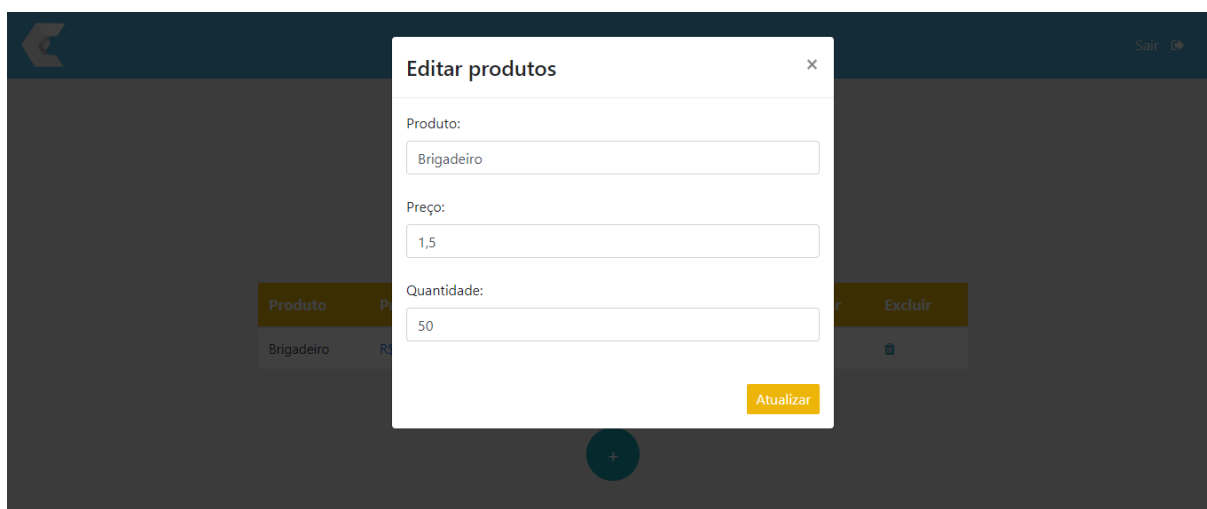 Sair
Editar produtos
×
Produto:
Brigadeiro
Preço:
1,5
Quantidade:
50
Produto
Excluir
Brigadeiro
Atualizar
+